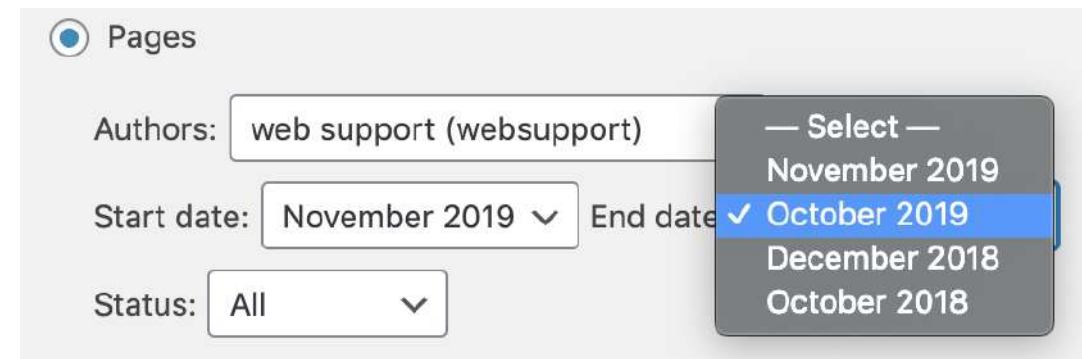 Pages
Authors: web support (websupport)
Start date: November 2019 End date
Status: All
— Select —
November 2019
✓ October 2019
December 2018
October 2018